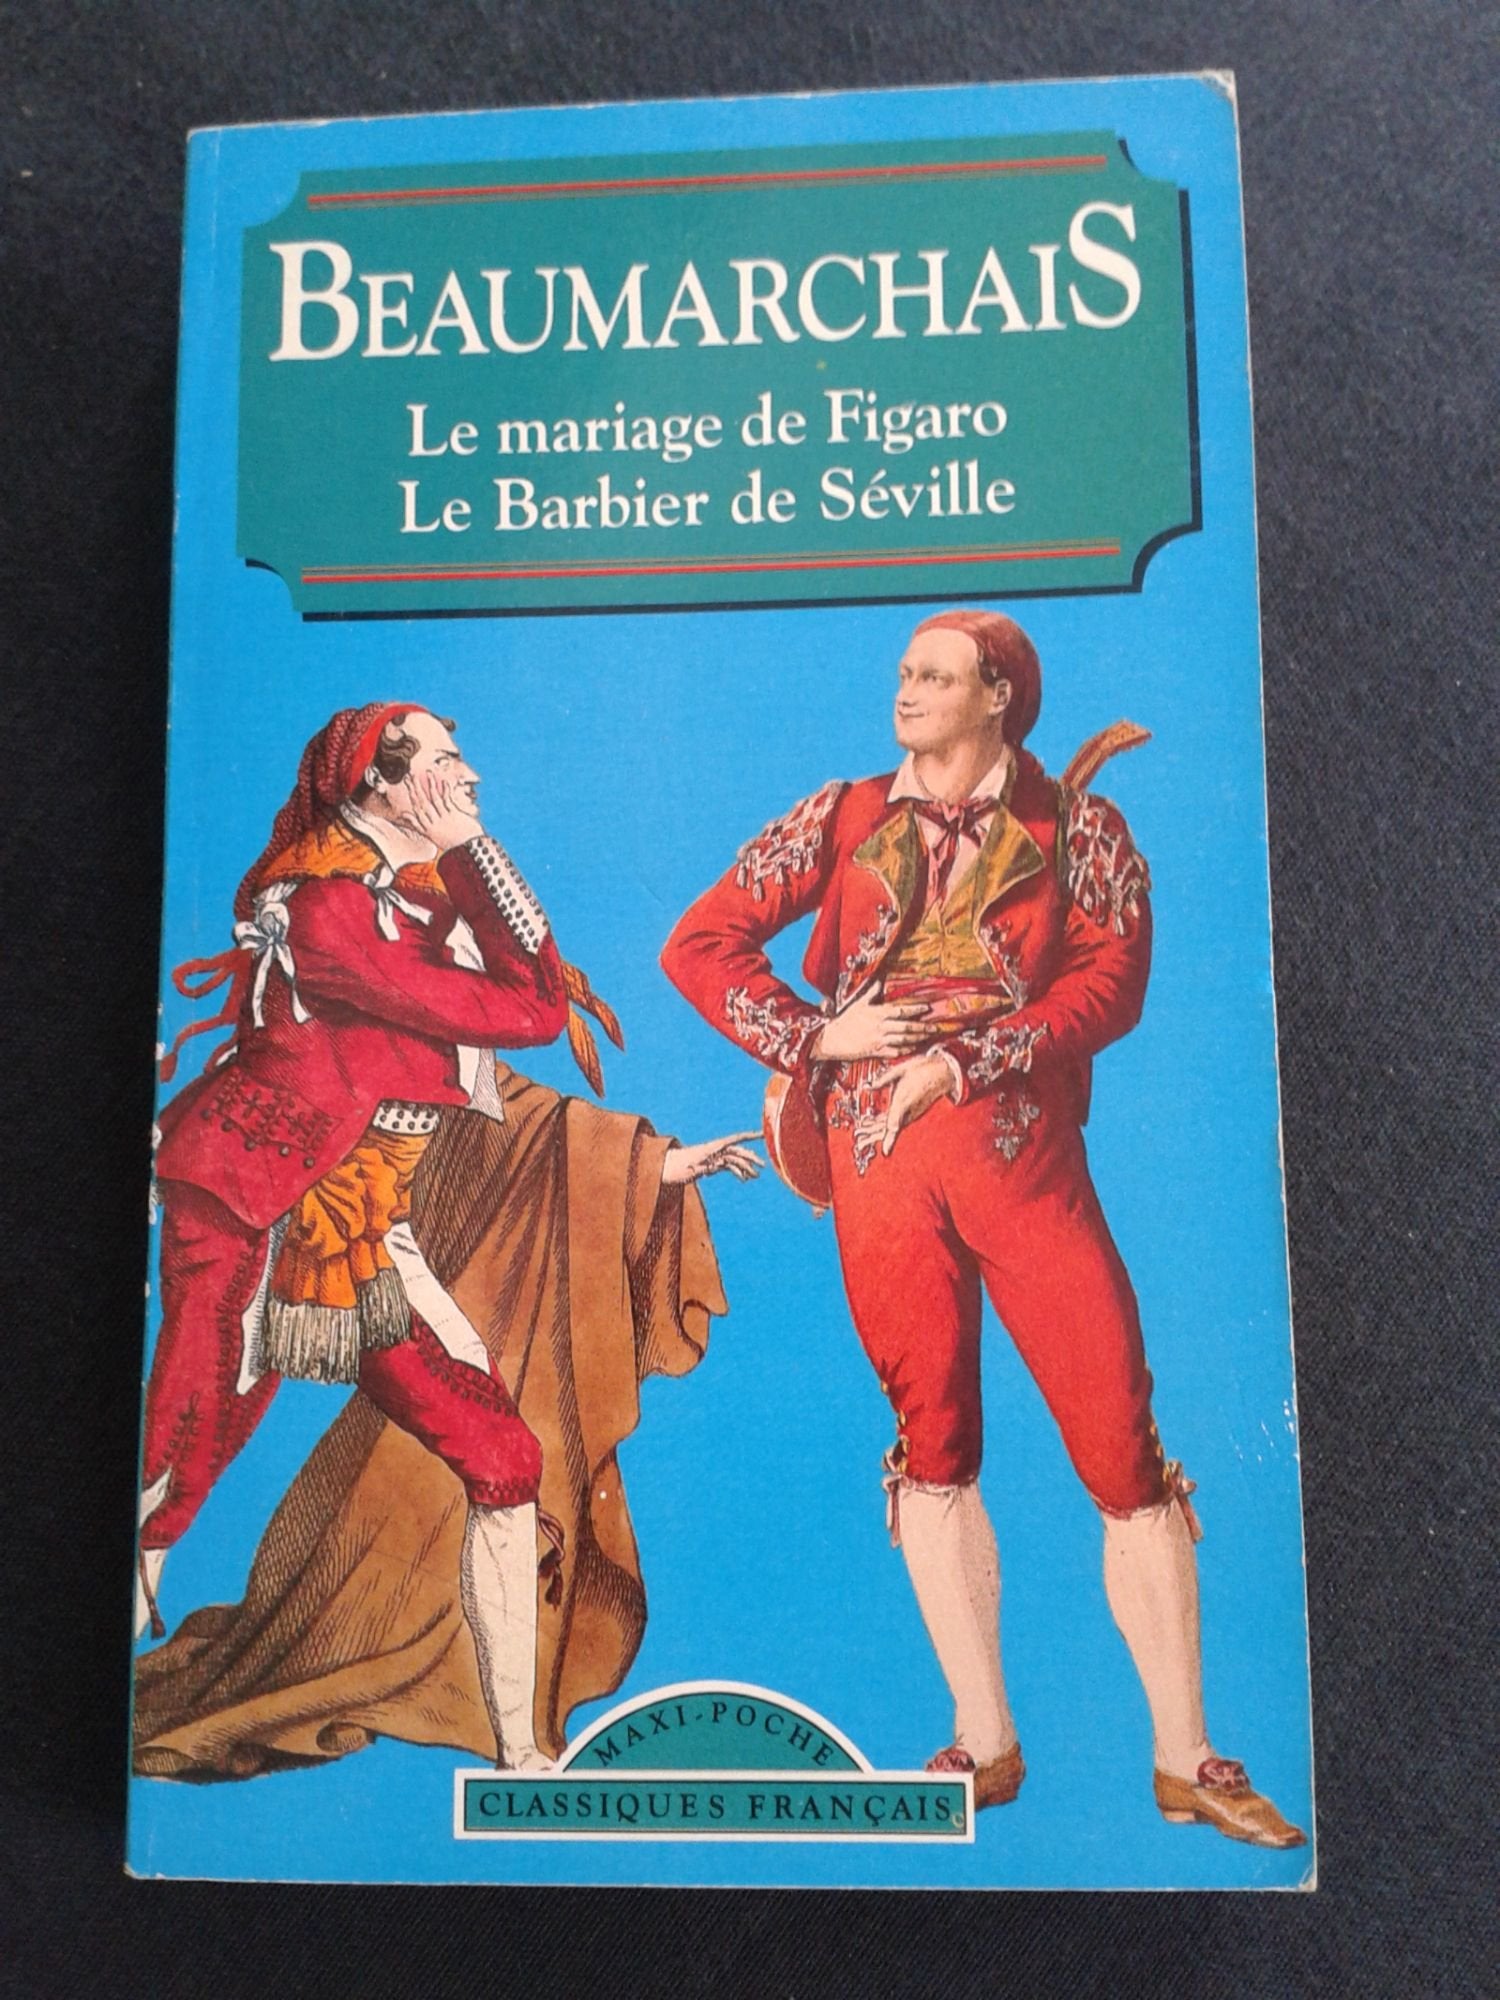 BEAUMARCHAIS
Le mariage de Figaro
Le Barbier de Séville
MAXI-POCHE
CLASSIQUES FRANÇAIS